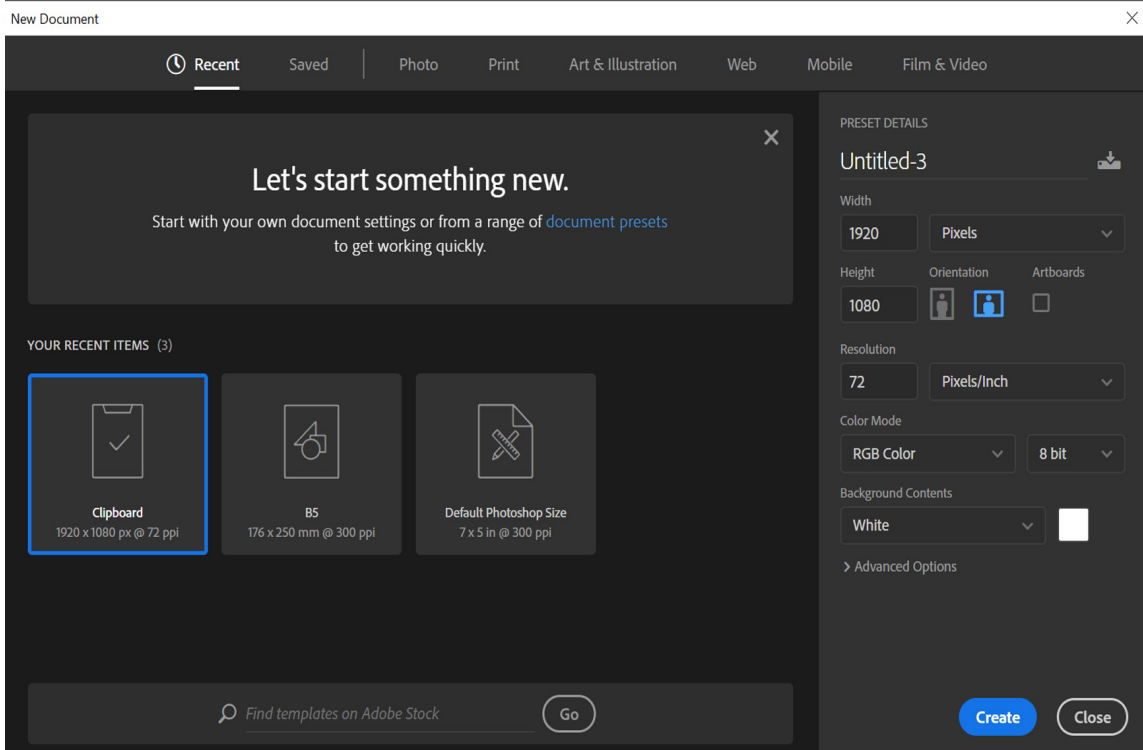 New Document
Recent
Saved
Photo
Print
Art & Illustration
Web
Mobile
Film & Video
Let's start something new.
Start with your own document settings or from a range of document presets
to get working quickly.
YOUR RECENT ITEMS (3)
Clipboard
1920 x 1080 px @ 72 ppi
B5
176 x 250 mm @ 300 ppi
Default Photoshop Size
7 x 5 in @ 300 ppi
Find templates on Adobe Stock
Go
PRESET DETAILS
Untitled-3
Width
1920
Pixels
Height
Orientation
Artboards
1080
Resolution
72
Pixels/Inch
Color Mode
RGB Color
8 bit
Background Contents
White
Advanced Options
Create
Close